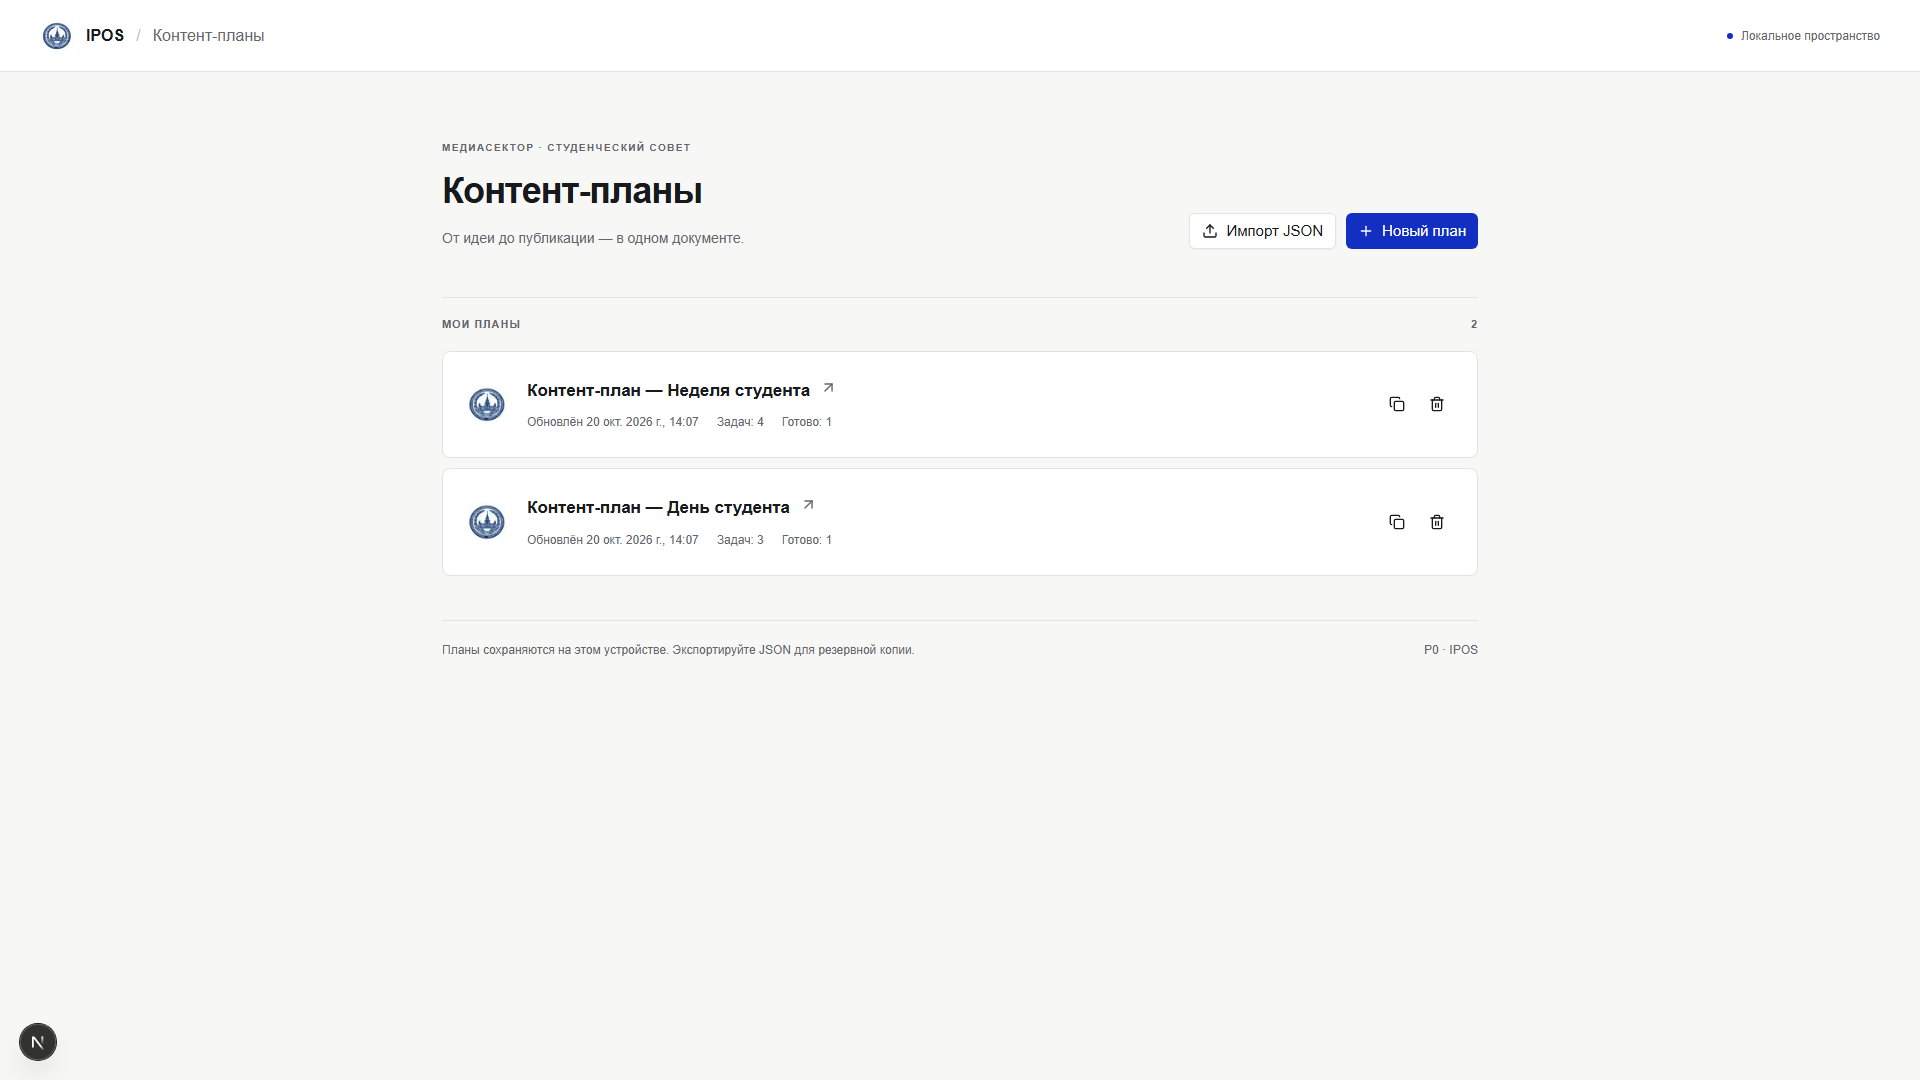 IPOS / Контент-планы
Локальное пространство
МЕДИАСЕКТОР · СТУДЕНЧЕСКИЙ СОВЕТ
Контент-планы
От идеи до публикации — в одном документе.
Импорт JSON
Новый план
МОИ ПЛАНЫ
2
Контент-план — Неделя студента
Обновлён 20 окт. 2026 г., 14:07 Задач: 4 Готово: 1
Контент-план — День студента
Обновлён 20 окт. 2026 г., 14:07 Задач: 3 Готово: 1
Планы сохраняются на этом устройстве. Экспортируйте JSON для резервной копии.
P0 · IPOS
N